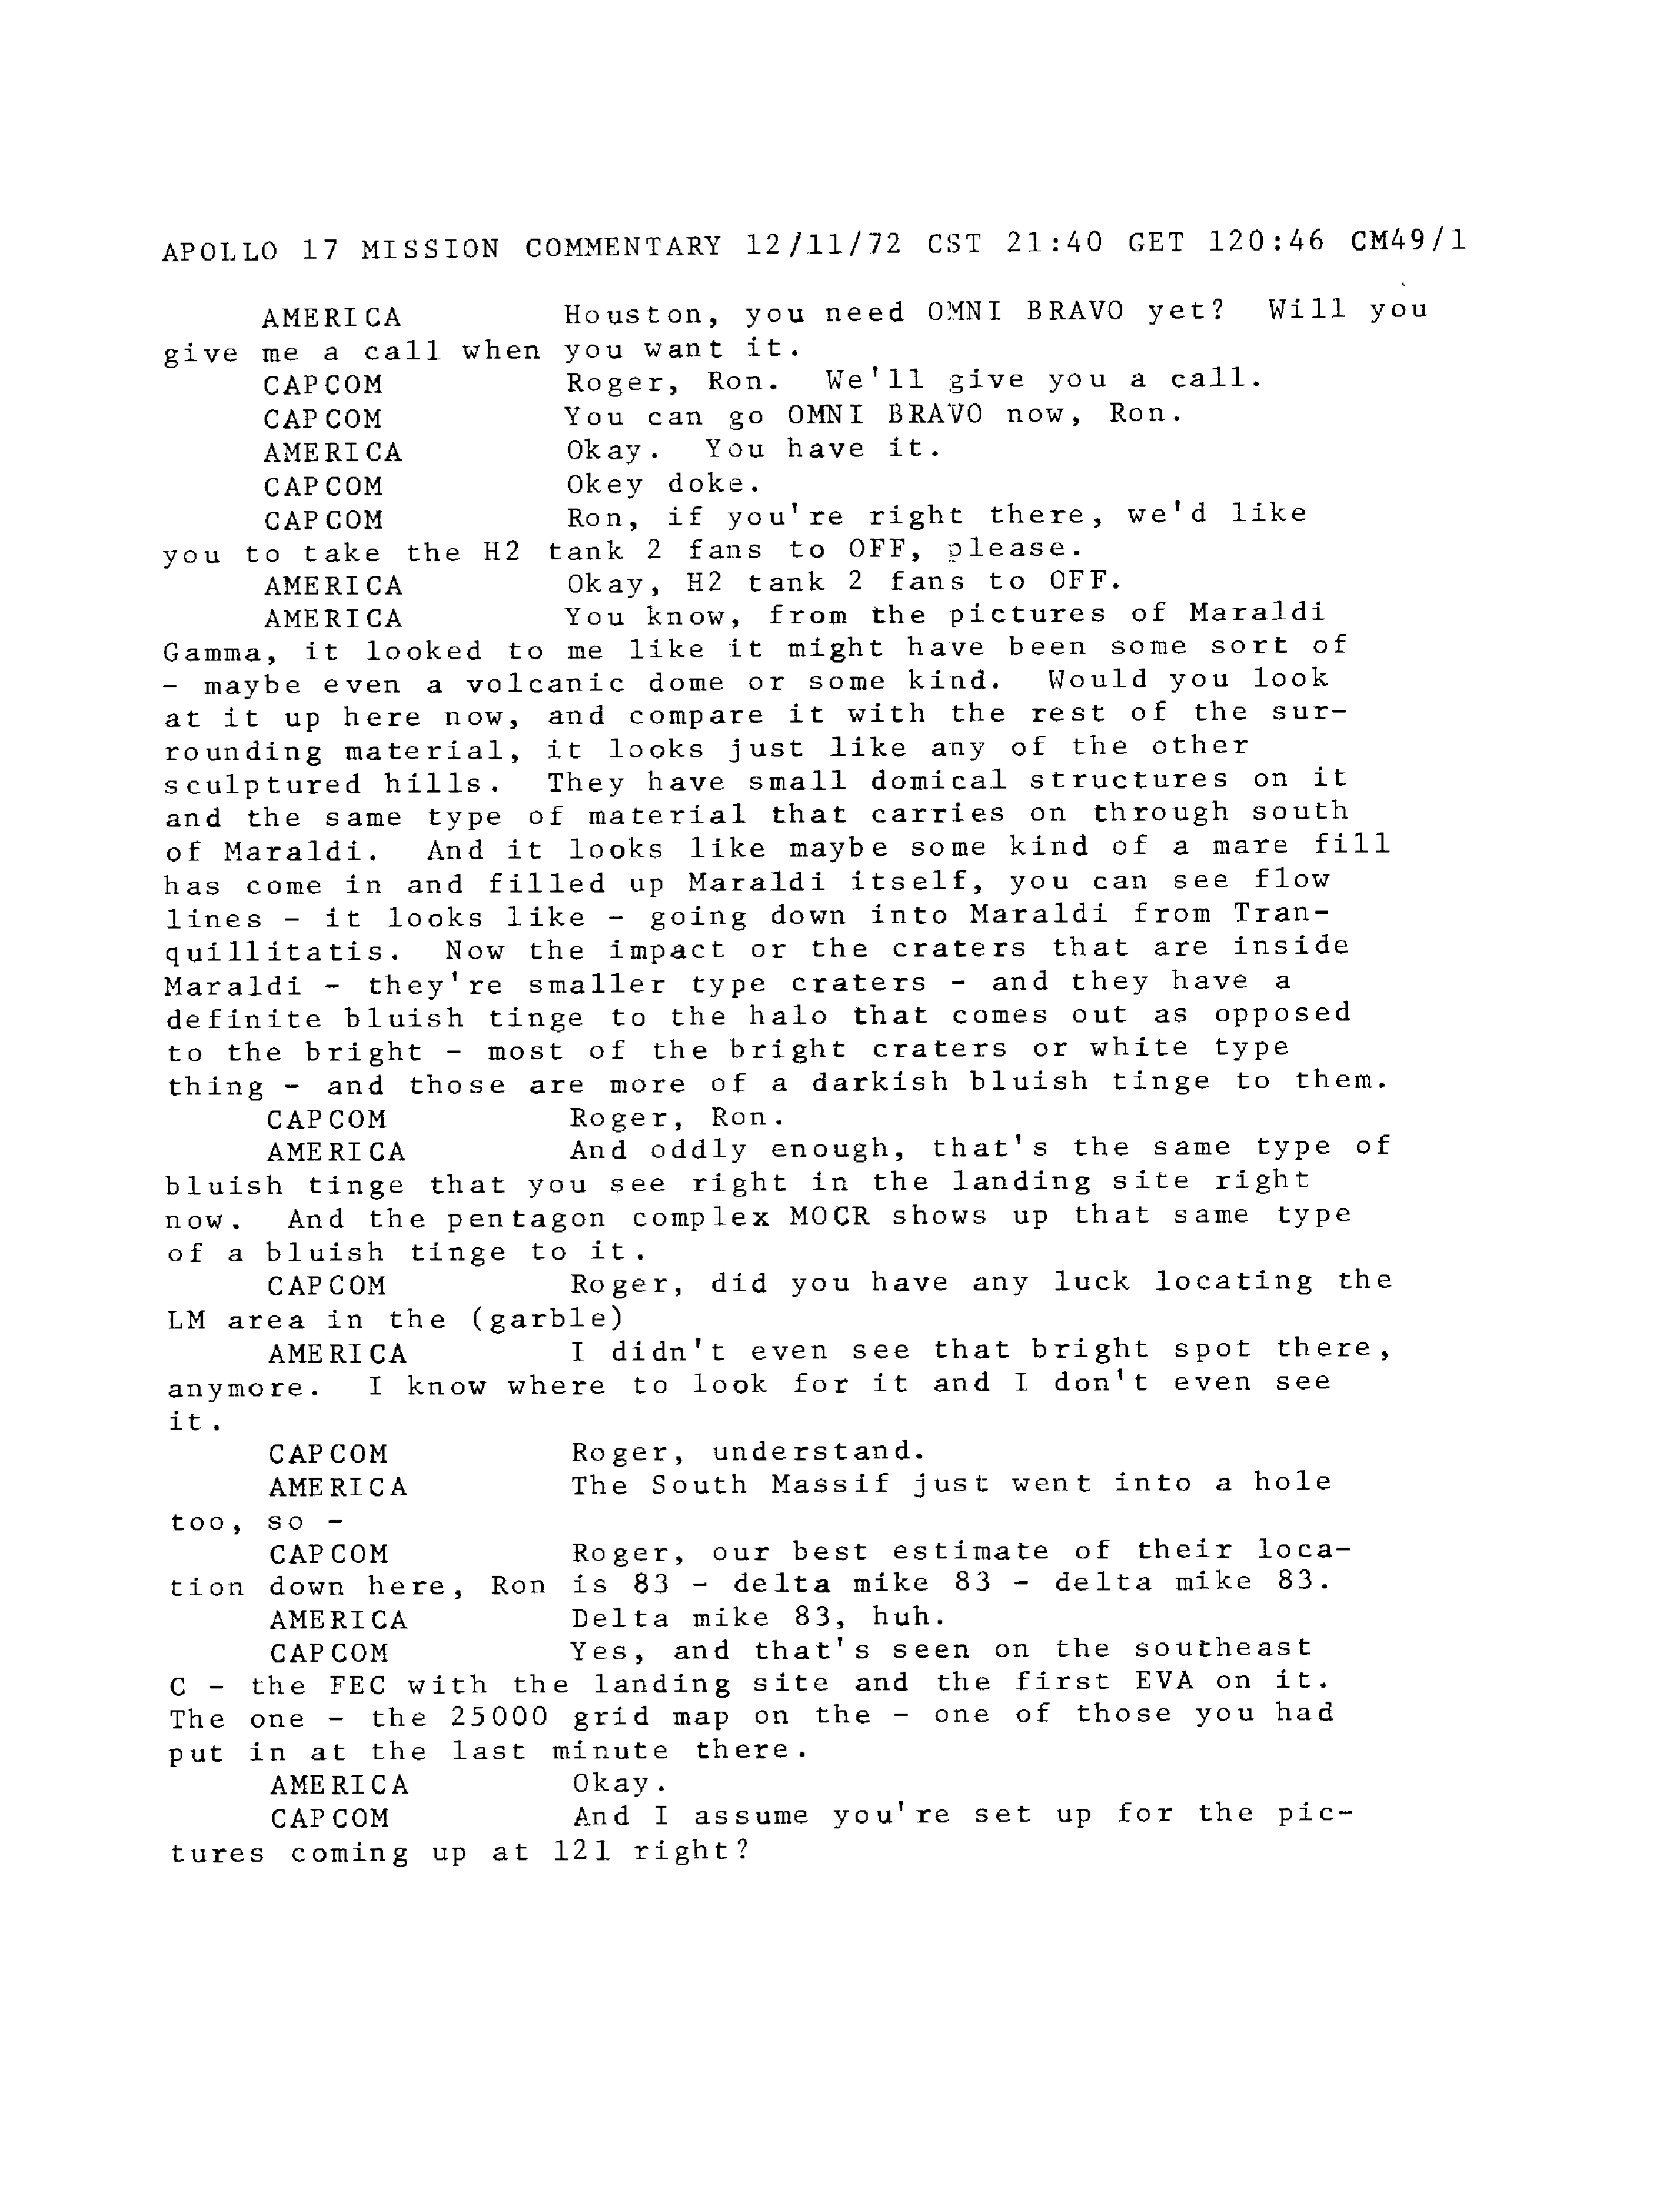 APOLLO 17 MISSION COMMENTARY 12/11/72 CST 21:40 GET 120:46 CM49/1
AMERICA Houston, you need OMNI BRAVO yet? Will you
give me a call when you want it.
CAPCOM Roger, Ron. We'll give you a call.
CAPCOM You can go OMNI BRAVO now, Ron.
AMERICA Okay. You have it.
CAPCOM Okey doke.
CAPCOM Ron, if you're right there, we'd like
you to take the H2 tank 2 fans to OFF, please.
AMERICA Okay, H2 tank 2 fans to OFF.
AMERICA You know, from the pictures of Maraldi
Gamma, it looked to me like it might have been some sort of
- maybe even a volcanic dome or some kind. Would you look
at it up here now, and compare it with the rest of the sur-
rounding material, it looks just like any of the other
sculptured hills. They have small domical structures on it
and the same type of material that carries on through south
of Maraldi. And it looks like maybe some kind of a mare fill
has come in and filled up Maraldi itself, you can see flow
lines - it looks like - going down into Maraldi from Tran-
quillitatis. Now the impact or the craters that are inside
Maraldi - they're smaller type craters - and they have a
definite bluish tinge to the halo that comes out as opposed
to the bright - most of the bright craters or white type
thing - and those are more of a darkish bluish tinge to them.
CAPCOM Roger, Ron.
AMERICA And oddly enough, that's the same type of
bluish tinge that you see right in the landing site right
now. And the pentagon complex MOCR shows up that same type
of a bluish tinge to it.
CAPCOM Roger, did you have any luck locating the
LM area in the (garble)
AMERICA I didn't even see that bright spot there,
anymore. I know where to look for it and I don't even see
it.
CAPCOM Roger, understand.
AMERICA The South Massif just went into a hole
too, so -
CAPCOM Roger, our best estimate of their loca-
tion down here, Ron is 83 - delta mike 83 - delta mike 83.
AMERICA Delta mike 83, huh.
CAPCOM Yes, and that's seen on the southeast
C - the FEC with the landing site and the first EVA on it.
The one - the 25000 grid map on the - one of those you had
put in at the last minute there.
AMERICA Okay.
CAPCOM And I assume you're set up for the pic-
tures coming up at 121 right?